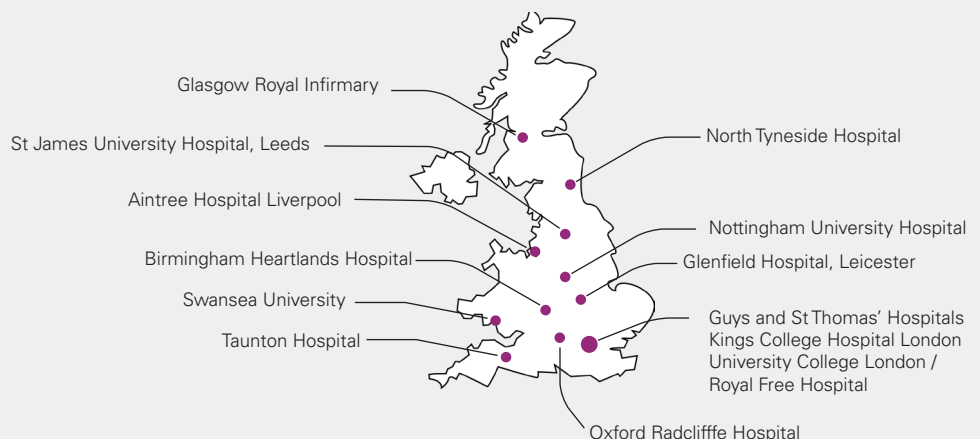 Glasgow Royal Infirmary
St James University Hospital, Leeds
Aintree Hospital Liverpool
Birmingham Heartlands Hospital
Swansea University
Taunton Hospital
North Tyneside Hospital
Nottingham University Hospital
Glenfield Hospital, Leicester
Guys and St Thomas' Hospitals
Kings College Hospital London
University College London /
Royal Free Hospital
Oxford Radclifffe Hospital